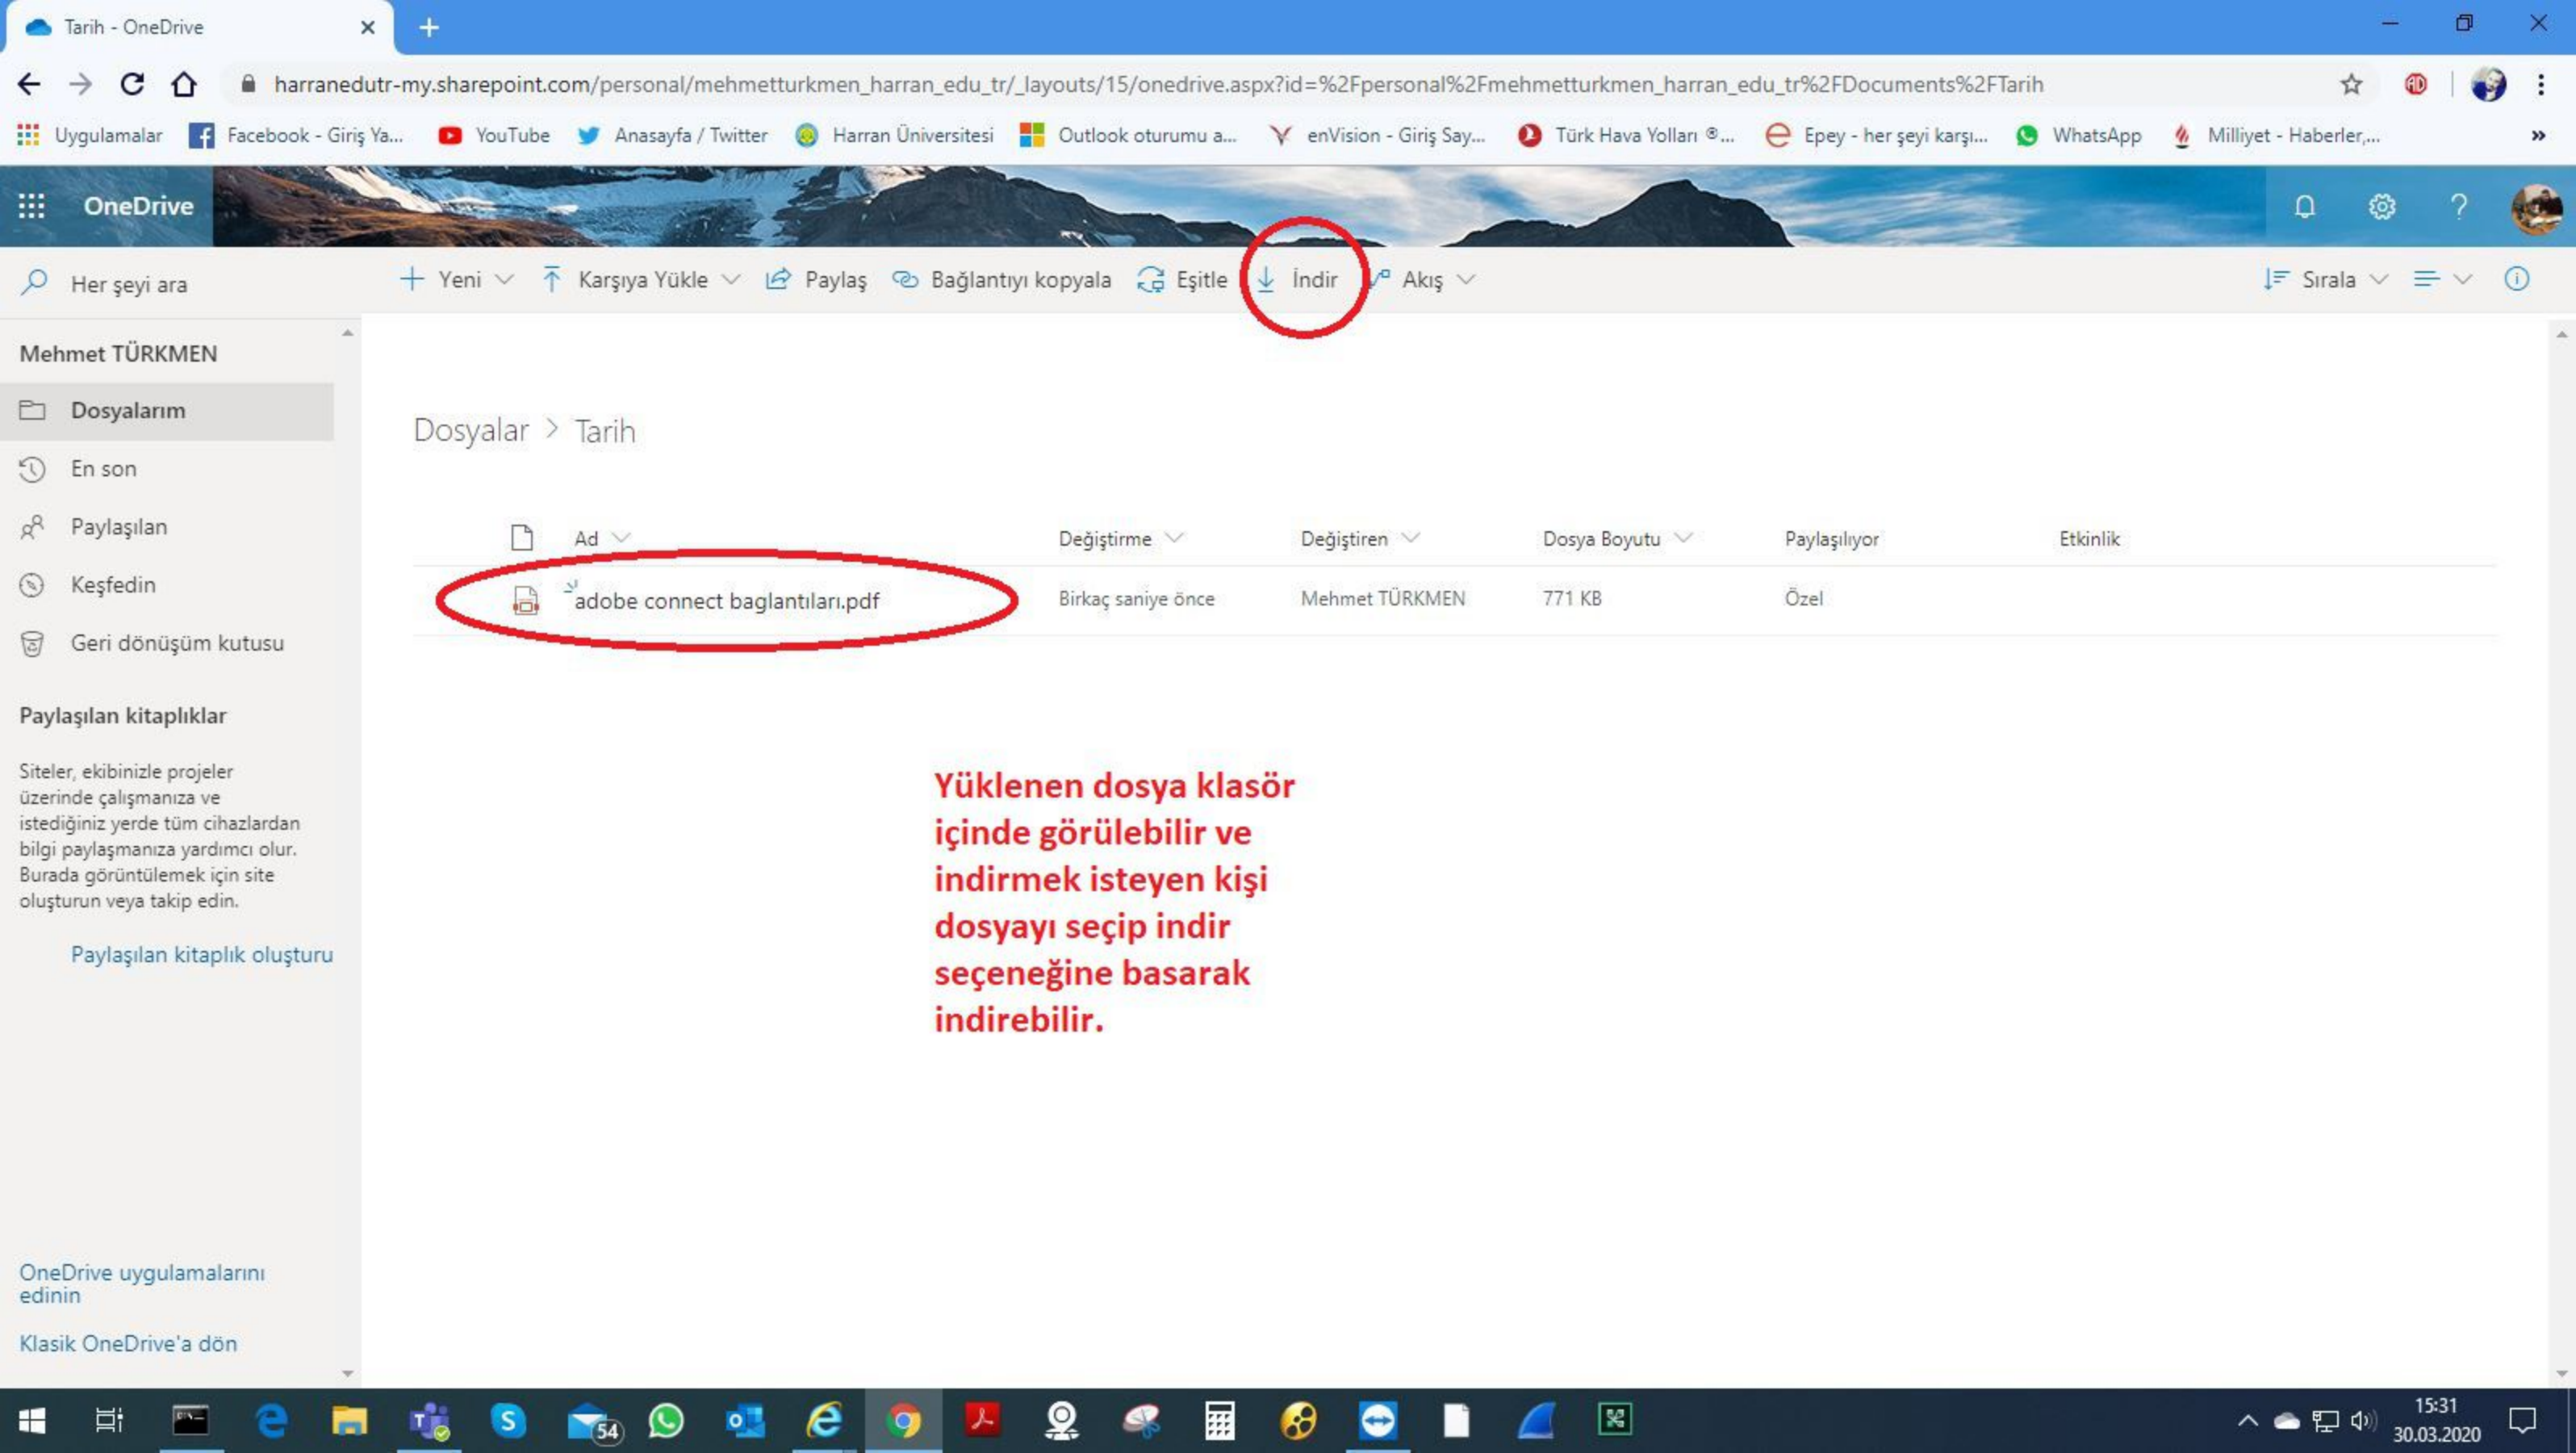 Tarih - OneDrive
harranedutr-my.sharepoint.com/personal/mehmetturkmen_harran_edu_tr/_layouts/15/onedrive.aspx?id=%2Fpersonal%2Fmehmetturkmen_harran_edu_tr%2FDocuments%2FTarih
Uygulamalar Facebook - Giriş Ya... YouTube Anasayfa / Twitter Harran Üniversitesi Outlook oturumu a... enVision - Giriş Say... Türk Hava Yolları ®... Epey - her şeyi karşı... WhatsApp Milliyet - Haberler,... »
OneDrive
Her şeyi ara
Yeni Karşıya Yükle Paylaş Bağlantıyı kopyala Eşitle İndir Akış Sırala
Mehmet TÜRKMEN
Dosyalarım
En son
Paylaşılan
Keşfedin
Geri dönüşüm kutusu
Paylaşılan kitaplıklar
Siteler, ekibinizle projeler
üzerinde çalışmanıza ve
istediğiniz yerde tüm cihazlardan
bilgi paylaşmanıza yardımcı olur.
Burada görüntülemek için site
oluşturun veya takip edin.
Paylaşılan kitaplık oluşturu
OneDrive uygulamalarını
edinin
Klasik OneDrive'a dön
Dosyalar > Tarih
Ad Değiştirme Değiştiren Dosya Boyutu Paylaşılıyor Etkinlik
adobe connect baglantıları.pdf Birkaç saniye önce Mehmet TÜRKMEN 771 KB Özel
Yüklenen dosya klasör
içinde görülebilir ve
indirmek isteyen kişi
dosyayı seçip indir
seçeneğine basarak
indirebilir.
54
15:31
30.03.2020